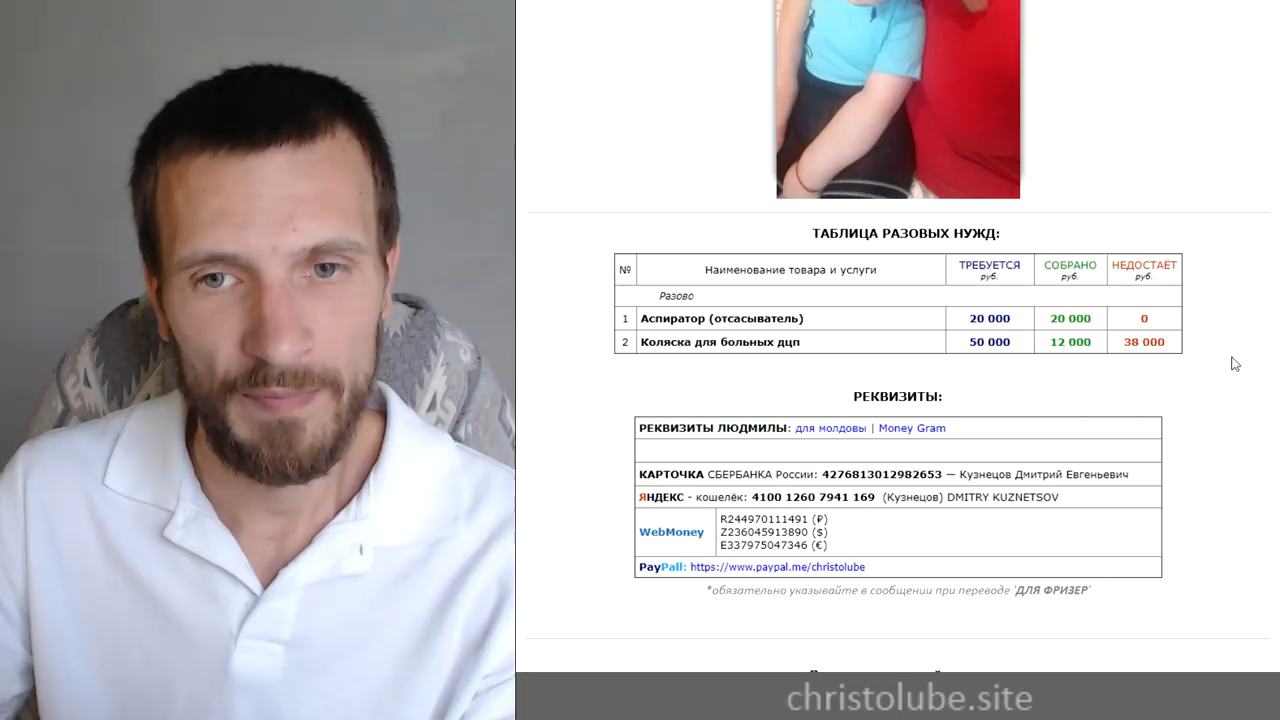 ТАБЛИЦА РАЗОВЫХ НУЖД:
№ Наименование товара и услуги ТРЕБУЕТСЯ руб. СОБРАНО руб. НЕДОСТАЁТ руб.
Разово
1 Аспиратор (отсасыватель) 20 000 20 000 0
2 Коляска для больных дцп 50 000 12 000 38 000
РЕКВИЗИТЫ:
РЕКВИЗИТЫ ЛЮДМИЛЫ: для молдовы | Money Gram
КАРТОЧКА СБЕРБАНКА России: 4276813012982653 — Кузнецов Дмитрий Евгеньевич
ЯНДЕКС - кошелёк: 4100 1260 7941 169 (Кузнецов) DMITRY KUZNETSOV
WebMoney
R244970111491 (₽)
Z236045913890 ($)
E337975047346 (€)
PayPall: https://www.paypal.me/christolube
*обязательно указывайте в сообщении при переводе 'ДЛЯ ФРИЗЕР'
christolube.site